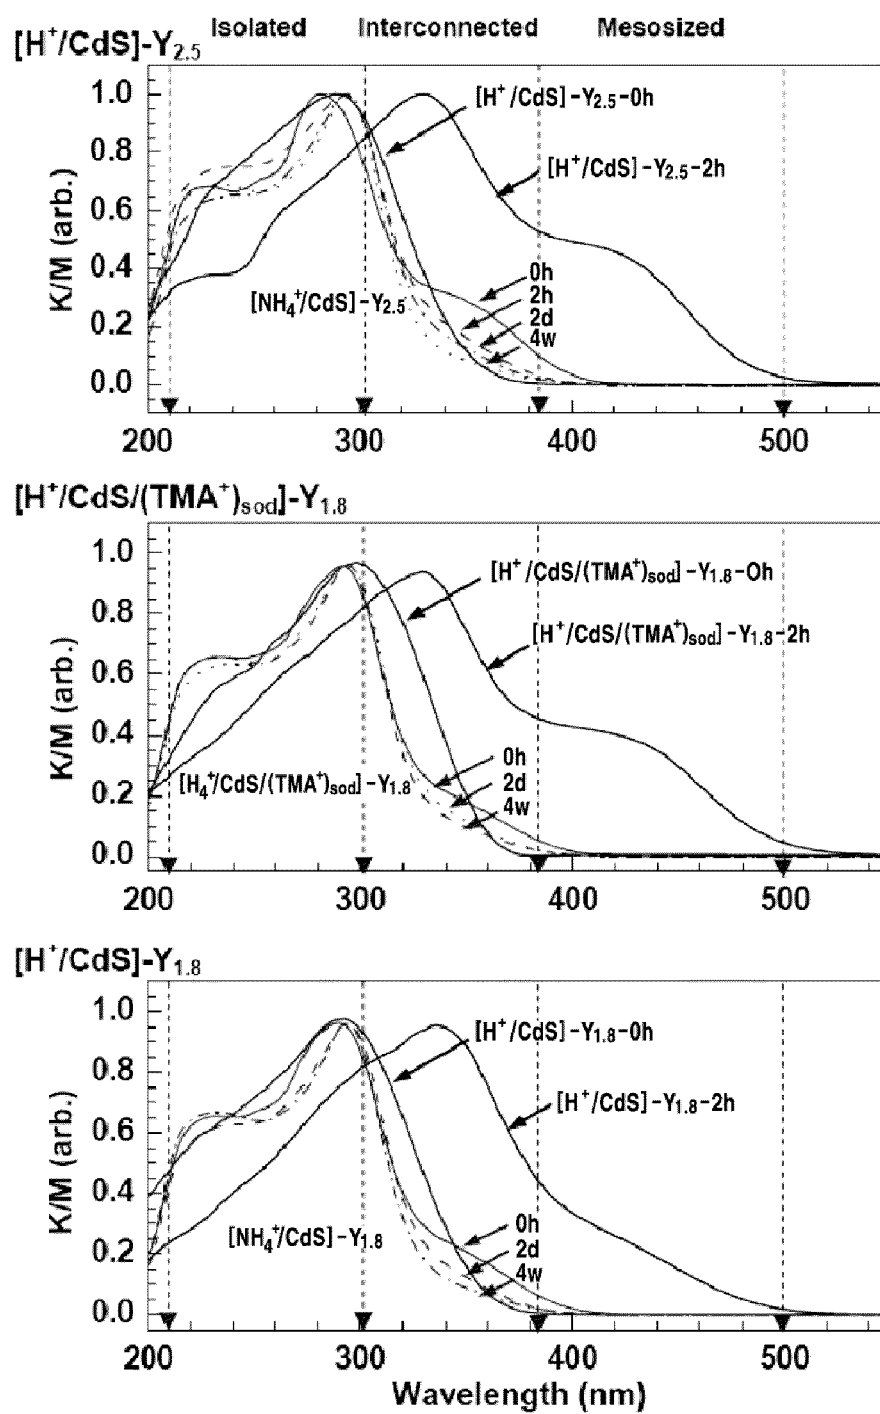 Isolated Interconnected Mesosized
[H⁺/CdS]-Y₂.₅
[H⁺/CdS]-Y₂.₅-0h
[H⁺/CdS]-Y₂.₅-2h
[NH₄⁺/CdS]-Y₂.₅
0h
2h
2d
4w
K/M (arb.)
1.0
0.8
0.6
0.4
0.2
0.0
200 300 400 500
[H⁺/CdS/(TMA⁺)sod]-Y₁.₈
[H⁺/CdS/(TMA⁺)sod]-Y₁.₈-0h
[H⁺/CdS/(TMA⁺)sod]-Y₁.₈-2h
[H₄⁺/CdS/(TMA⁺)sod]-Y₁.₈
0h
2d
4w
K/M (arb.)
1.0
0.8
0.6
0.4
0.2
0.0
200 300 400 500
[H⁺/CdS]-Y₁.₈
[H⁺/CdS]-Y₁.₈-0h
[H⁺/CdS]-Y₁.₈-2h
[NH₄⁺/CdS]-Y₁.₈
0h
2d
4w
K/M (arb.)
1.0
0.8
0.6
0.4
0.2
0.0
200 300 400 500
Wavelength (nm)